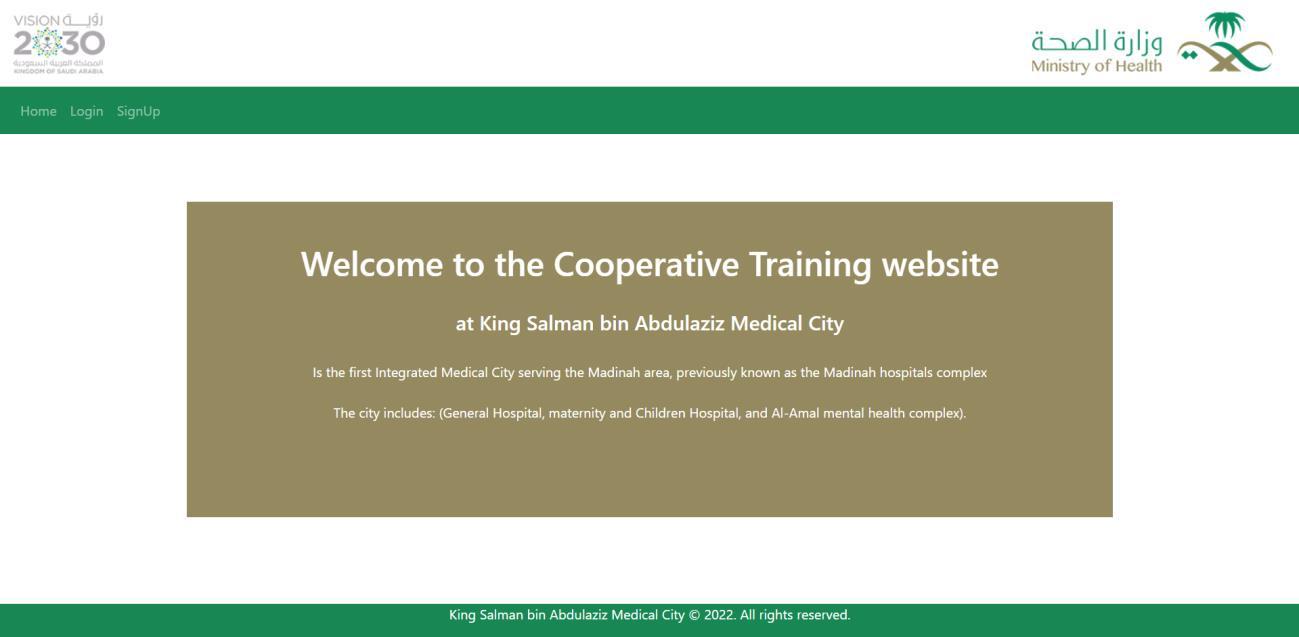 VISION رؤيــة
2030
المملكة العربية السعودية
KINGDOM OF SAUDI ARABIA
وزارة الصحة
Ministry of Health
Home Login SignUp
Welcome to the Cooperative Training website
at King Salman bin Abdulaziz Medical City
Is the first Integrated Medical City serving the Madinah area, previously known as the Madinah hospitals complex
The city includes: (General Hospital, maternity and Children Hospital, and Al-Amal mental health complex).
King Salman bin Abdulaziz Medical City © 2022. All rights reserved.